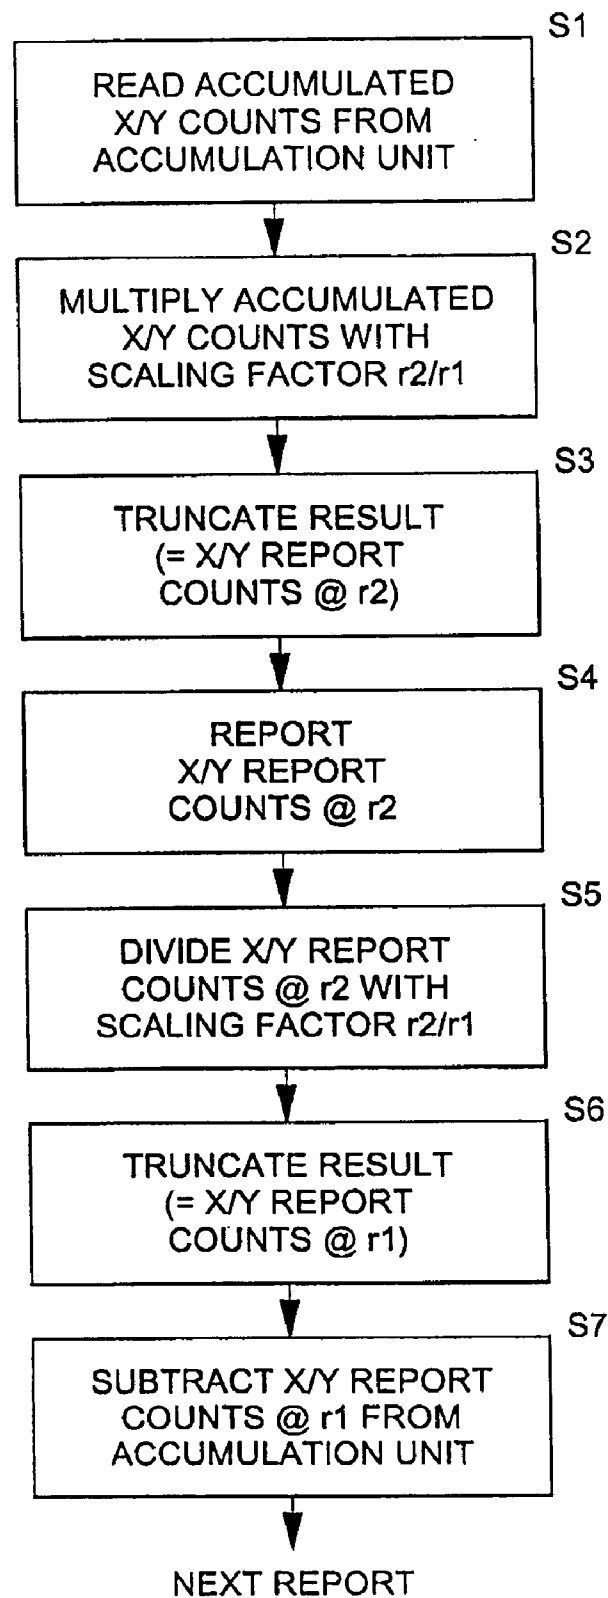 S1
READ ACCUMULATED
X/Y COUNTS FROM
ACCUMULATION UNIT
S2
MULTIPLY ACCUMULATED
X/Y COUNTS WITH
SCALING FACTOR r2/r1
S3
TRUNCATE RESULT
(= X/Y REPORT
COUNTS @ r2)
S4
REPORT
X/Y REPORT
COUNTS @ r2
S5
DIVIDE X/Y REPORT
COUNTS @ r2 WITH
SCALING FACTOR r2/r1
S6
TRUNCATE RESULT
(= X/Y REPORT
COUNTS @ r1)
S7
SUBTRACT X/Y REPORT
COUNTS @ r1 FROM
ACCUMULATION UNIT
NEXT REPORT